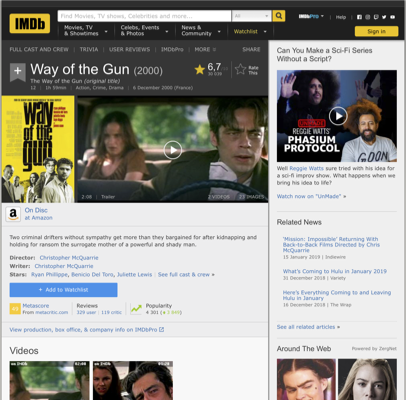 IMDb
Find Movies, TV shows, Celebrities and more...
All
IMDbPro
Help
Movies, TV
& Showtimes
Celebs, Events
& Photos
News &
Community
Watchlist
Sign in
FULL CAST AND CREW | TRIVIA | USER REVIEWS | IMDbPro | MORE
SHARE
Way of the Gun (2000)
The Way of the Gun (original title)
12 | 1h 59min | Action, Crime, Drama | 6 December 2000 (France)
6,7
Rate
This
way
of the
gun
2:08 | Trailer
2 VIDEOS
On Disc
at Amazon
Two criminal drifters without sympathy get more than they bargained for after kidnapping and
holding for ransom the surrogate mother of a powerful and shady man.
Director: Christopher McQuarrie
Writer: Christopher McQuarrie
Stars: Ryan Phillippe, Benicio Del Toro, Juliette Lewis | See full cast & crew »
+ Add to Watchlist
Metascore
From metacritic.com
Reviews
329 user | 119 critic
Popularity
4 301
View production, box office, & company info on IMDbPro
Videos
Can You Make a Sci-Fi Series
Without a Script?
REGGIE WATTS'
PHASIUM
PROTOCOL
Well Reggie Watts sure tried with his idea for
a sci-fi improv show. What happens when we
bring his idea to life?
Watch now on "UnMade" »
Related News
'Mission: Impossible' Returning With
Back-to-Back Films Directed by Chris
McQuarrie
15 January 2019 | Indiewire
What's Coming to Hulu in January 2019
31 December 2018 | Variety
Here's Everything Coming to and Leaving
Hulu in January
16 December 2018 | The Wrap
See all related articles »
Around The Web
Powered by ZergNet